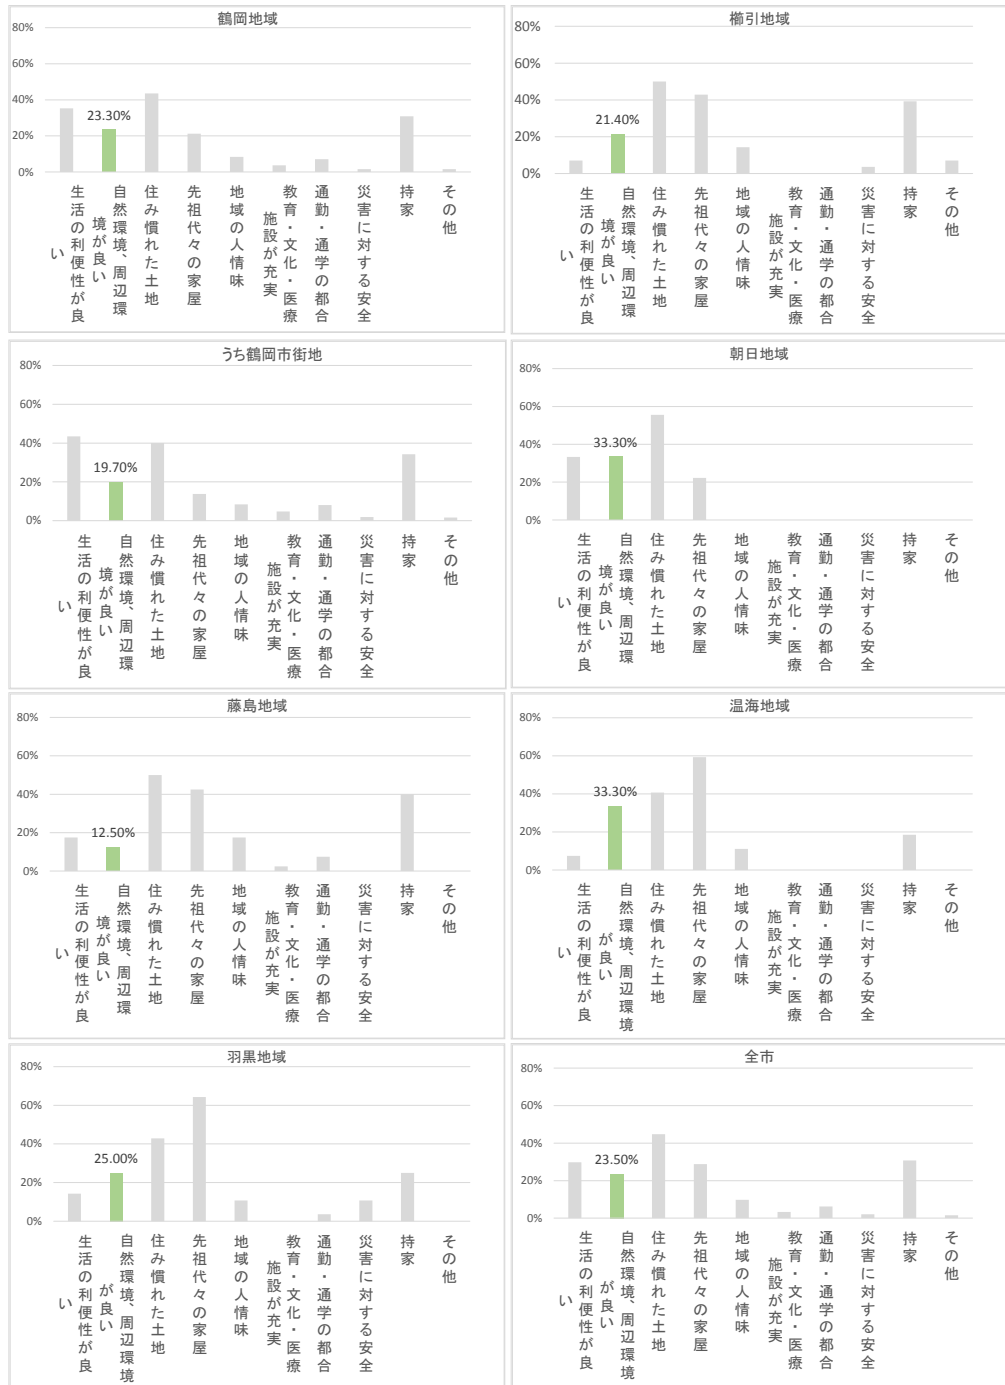 鶴岡地域
80%
60%
40%
20%
0%
23.30%
生活の利便性が良
い
自然環境、周辺環
境が良い
住み慣れた土地
先祖代々の家屋
地域の人情味
教育・文化・医療
施設が充実
通勤・通学の都合
災害に対する安全
持家
その他
櫛引地域
80%
60%
40%
20%
0%
21.40%
生活の利便性が良
い
自然環境、周辺環
境が良い
住み慣れた土地
先祖代々の家屋
地域の人情味
教育・文化・医療
施設が充実
通勤・通学の都合
災害に対する安全
持家
その他
うち鶴岡市街地
80%
60%
40%
20%
0%
19.70%
生活の利便性が良
い
自然環境、周辺環
境が良い
住み慣れた土地
先祖代々の家屋
地域の人情味
教育・文化・医療
施設が充実
通勤・通学の都合
災害に対する安全
持家
その他
朝日地域
80%
60%
40%
20%
0%
33.30%
生活の利便性が良
い
自然環境、周辺環
境が良い
住み慣れた土地
先祖代々の家屋
地域の人情味
教育・文化・医療
施設が充実
通勤・通学の都合
災害に対する安全
持家
その他
藤島地域
80%
60%
40%
20%
0%
12.50%
生活の利便性が良
い
自然環境、周辺環
境が良い
住み慣れた土地
先祖代々の家屋
地域の人情味
教育・文化・医療
施設が充実
通勤・通学の都合
災害に対する安全
持家
その他
温海地域
80%
60%
40%
20%
0%
33.30%
生活の利便性が良
い
自然環境、周辺環境
が良い
住み慣れた土地
先祖代々の家屋
地域の人情味
教育・文化・医療
施設が充実
通勤・通学の都合
災害に対する安全
持家
その他
羽黒地域
80%
60%
40%
20%
0%
25.00%
生活の利便性が良
い
自然環境、周辺環境
が良い
住み慣れた土地
先祖代々の家屋
地域の人情味
教育・文化・医療
施設が充実
通勤・通学の都合
災害に対する安全
持家
その他
全市
80%
60%
40%
20%
0%
23.50%
生活の利便性が良
い
自然環境、周辺環境
が良い
住み慣れた土地
先祖代々の家屋
地域の人情味
教育・文化・医療
施設が充実
通勤・通学の都合
災害に対する安全
持家
その他